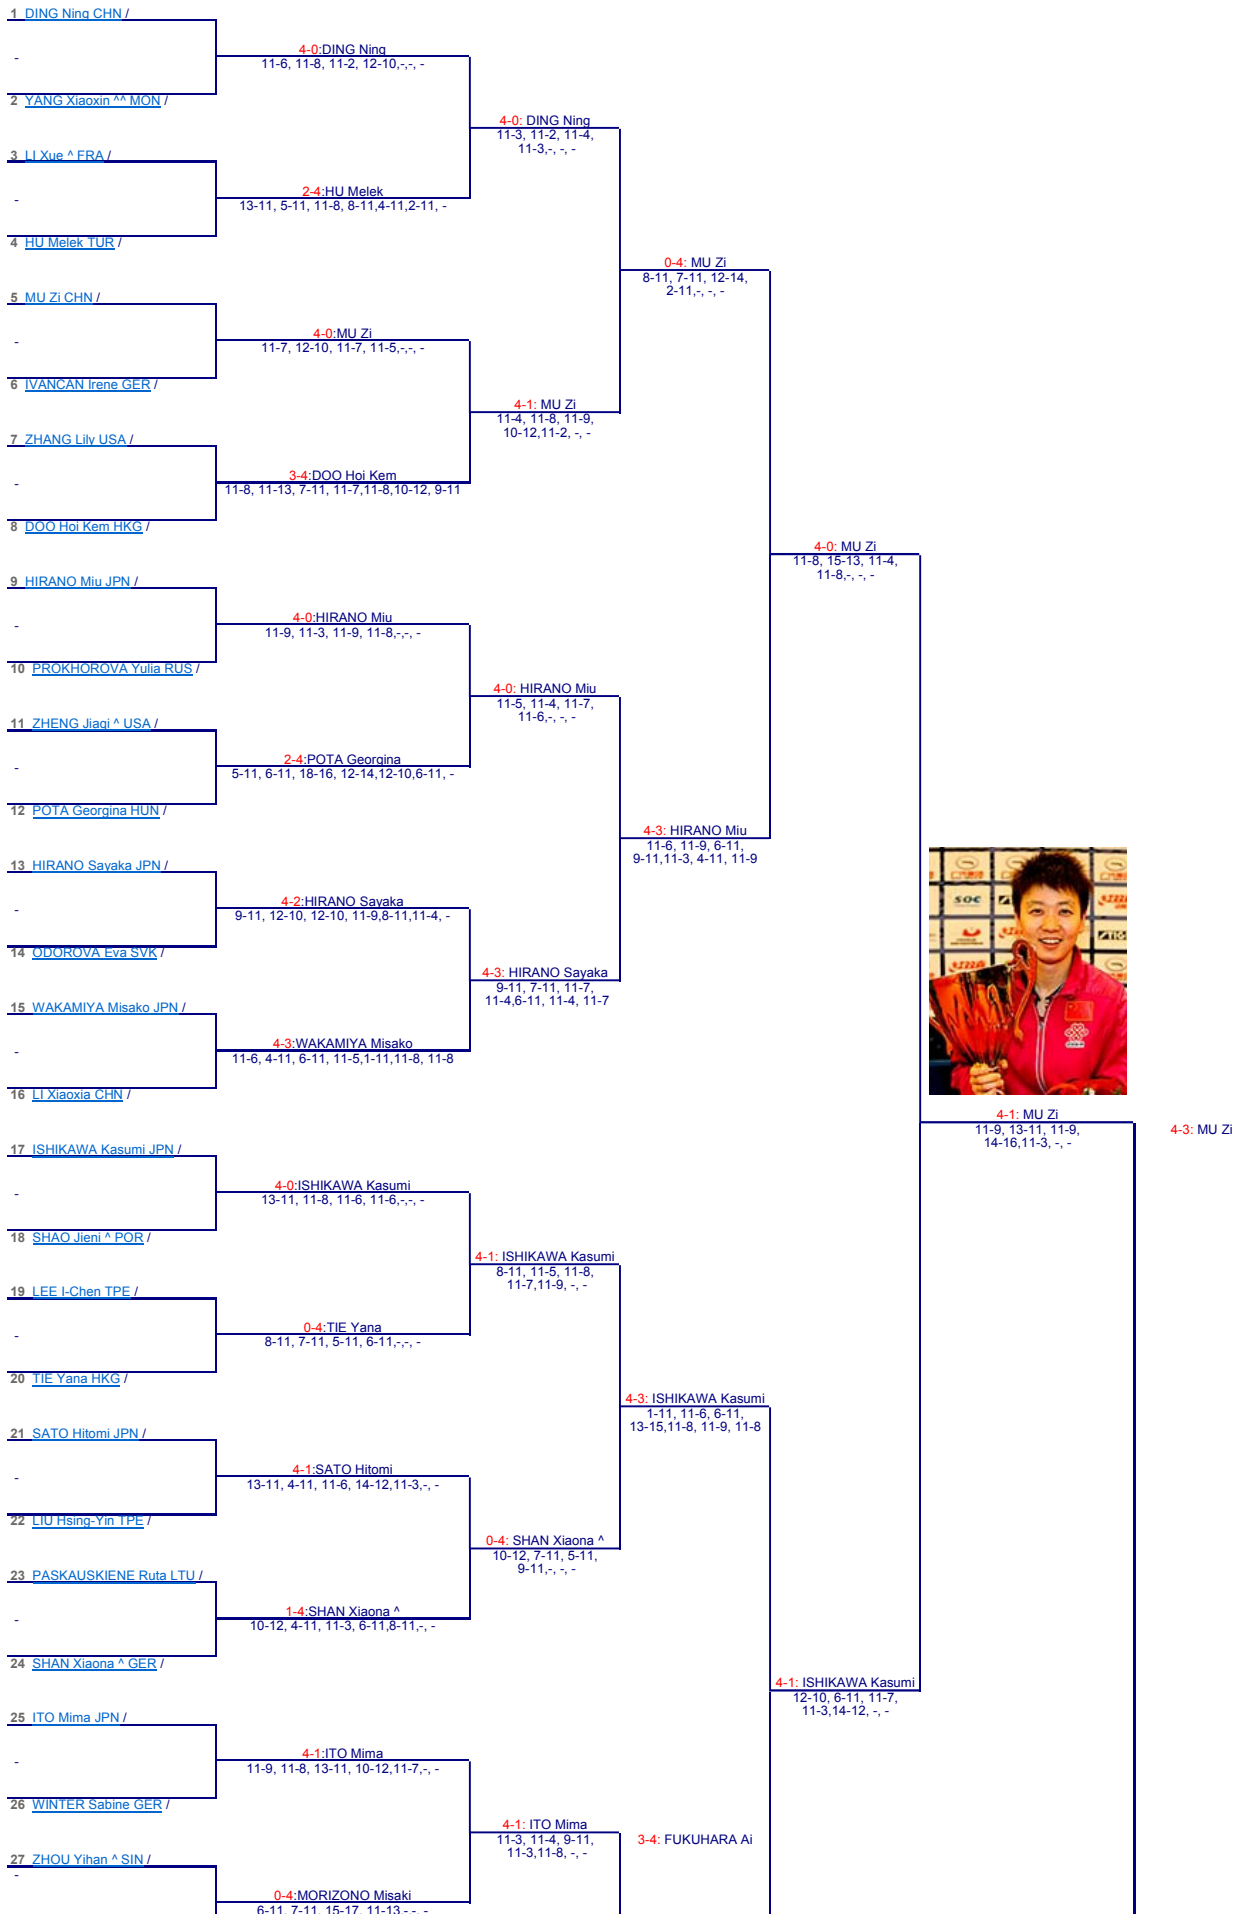 1 DING Ning CHN /
4-0:DING Ning
11-6, 11-8, 11-2, 12-10,-,-, -
-
2 YANG Xiaoxin ^^ MON /
4-0: DING Ning
11-3, 11-2, 11-4,
11-3,-, -, -
3 LI Xue ^ FRA /
2-4:HU Melek
13-11, 5-11, 11-8, 8-11,4-11,2-11, -
-
4 HU Melek TUR /
0-4: MU Zi
8-11, 7-11, 12-14,
2-11,-, -, -
5 MU Zi CHN /
4-0:MU Zi
11-7, 12-10, 11-7, 11-5,-,-, -
-
6 IVANCAN Irene GER /
4-1: MU Zi
11-4, 11-8, 11-9,
10-12,11-2, -, -
7 ZHANG Lily USA /
3-4:DOO Hoi Kem
11-8, 11-13, 7-11, 11-7,11-8,10-12, 9-11
-
8 DOO Hoi Kem HKG /
4-0: MU Zi
11-8, 15-13, 11-4,
11-8,-, -, -
9 HIRANO Miu JPN /
4-0:HIRANO Miu
11-9, 11-3, 11-9, 11-8,-,-, -
-
10 PROKHOROVA Yulia RUS /
4-0: HIRANO Miu
11-5, 11-4, 11-7,
11-6,-, -, -
11 ZHENG Jiaqi ^ USA /
2-4:POTA Georgina
5-11, 6-11, 18-16, 12-14,12-10,6-11, -
-
12 POTA Georgina HUN /
4-3: HIRANO Miu
11-6, 11-9, 6-11,
9-11,11-3, 4-11, 11-9
13 HIRANO Sayaka JPN /
4-2:HIRANO Sayaka
9-11, 12-10, 12-10, 11-9,8-11,11-4, -
-
14 ODOROVA Eva SVK /
4-3: HIRANO Sayaka
9-11, 7-11, 11-7,
11-4,6-11, 11-4, 11-7
15 WAKAMIYA Misako JPN /
4-3:WAKAMIYA Misako
11-6, 4-11, 6-11, 11-5,1-11,11-8, 11-8
-
16 LI Xiaoxia CHN /
SOC
4-1: MU Zi
11-9, 13-11, 11-9,
14-16,11-3, -, -
4-3: MU Zi
17 ISHIKAWA Kasumi JPN /
4-0:ISHIKAWA Kasumi
13-11, 11-8, 11-6, 11-6,-,-, -
-
18 SHAO Jieni ^ POR /
4-1: ISHIKAWA Kasumi
8-11, 11-5, 11-8,
11-7,11-9, -, -
19 LEE I-Chen TPE /
0-4:TIE Yana
8-11, 7-11, 5-11, 6-11,-,-, -
-
20 TIE Yana HKG /
4-3: ISHIKAWA Kasumi
1-11, 11-6, 6-11,
13-15,11-8, 11-9, 11-8
21 SATO Hitomi JPN /
4-1:SATO Hitomi
13-11, 4-11, 11-6, 14-12,11-3,-, -
-
22 LIU Hsing-Yin TPE /
0-4: SHAN Xiaona ^
10-12, 7-11, 5-11,
9-11,-, -, -
23 PASKAUSKIENE Ruta LTU /
1-4:SHAN Xiaona ^
10-12, 4-11, 11-3, 6-11,8-11,-, -
-
24 SHAN Xiaona ^ GER /
4-1: ISHIKAWA Kasumi
12-10, 6-11, 11-7,
11-3,14-12, -, -
25 ITO Mima JPN /
4-1:ITO Mima
11-9, 11-8, 13-11, 10-12,11-7,-, -
-
26 WINTER Sabine GER /
4-1: ITO Mima
11-3, 11-4, 9-11,
11-3,11-8, -, -
3-4: FUKUHARA Ai
27 ZHOU Yihan ^ SIN /
-
0-4:MORIZONO Misaki
6-11, 7-11, 15-17, 11-13,-,-, -